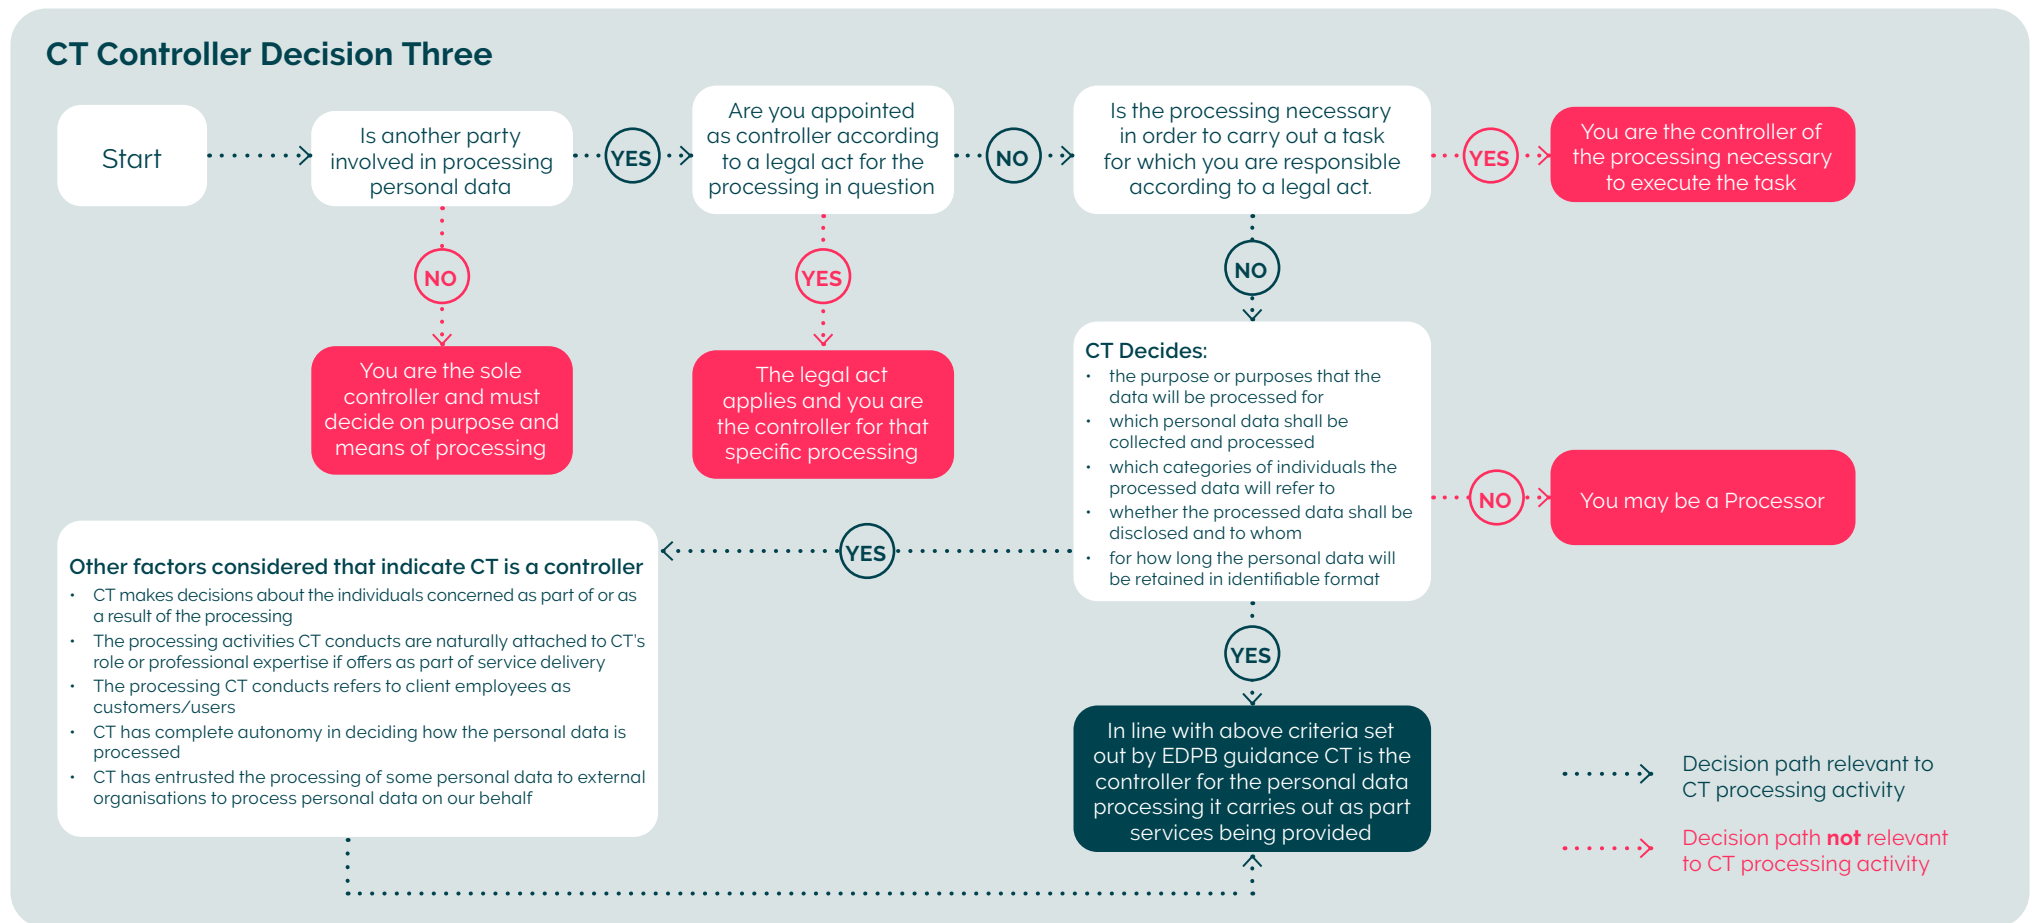 CT Controller Decision Three
Start
Is another party
involved in processing
personal data
YES
Are you appointed
as controller according
to a legal act for the
processing in question
NO
Is the processing necessary
in order to carry out a task
for which you are responsible
according to a legal act.
YES
You are the controller of
the processing necessary
to execute the task
NO
YES
NO
You are the sole
controller and must
decide on purpose and
means of processing
The legal act
applies and you are
the controller for that
specific processing
CT Decides:
• the purpose or purposes that the
data will be processed for
• which personal data shall be
collected and processed
• which categories of individuals the
processed data will refer to
• whether the processed data shall be
disclosed and to whom
• for how long the personal data will
be retained in identifiable format
NO
You may be a Processor
YES
Other factors considered that indicate CT is a controller
• CT makes decisions about the individuals concerned as part of or as
a result of the processing
• The processing activities CT conducts are naturally attached to CT's
role or professional expertise if offers as part of service delivery
• The processing CT conducts refers to client employees as
customers/users
• CT has complete autonomy in deciding how the personal data is
processed
• CT has entrusted the processing of some personal data to external
organisations to process personal data on our behalf
YES
In line with above criteria set
out by EDPB guidance CT is the
controller for the personal data
processing it carries out as part
services being provided
Decision path relevant to
CT processing activity
Decision path not relevant
to CT processing activity